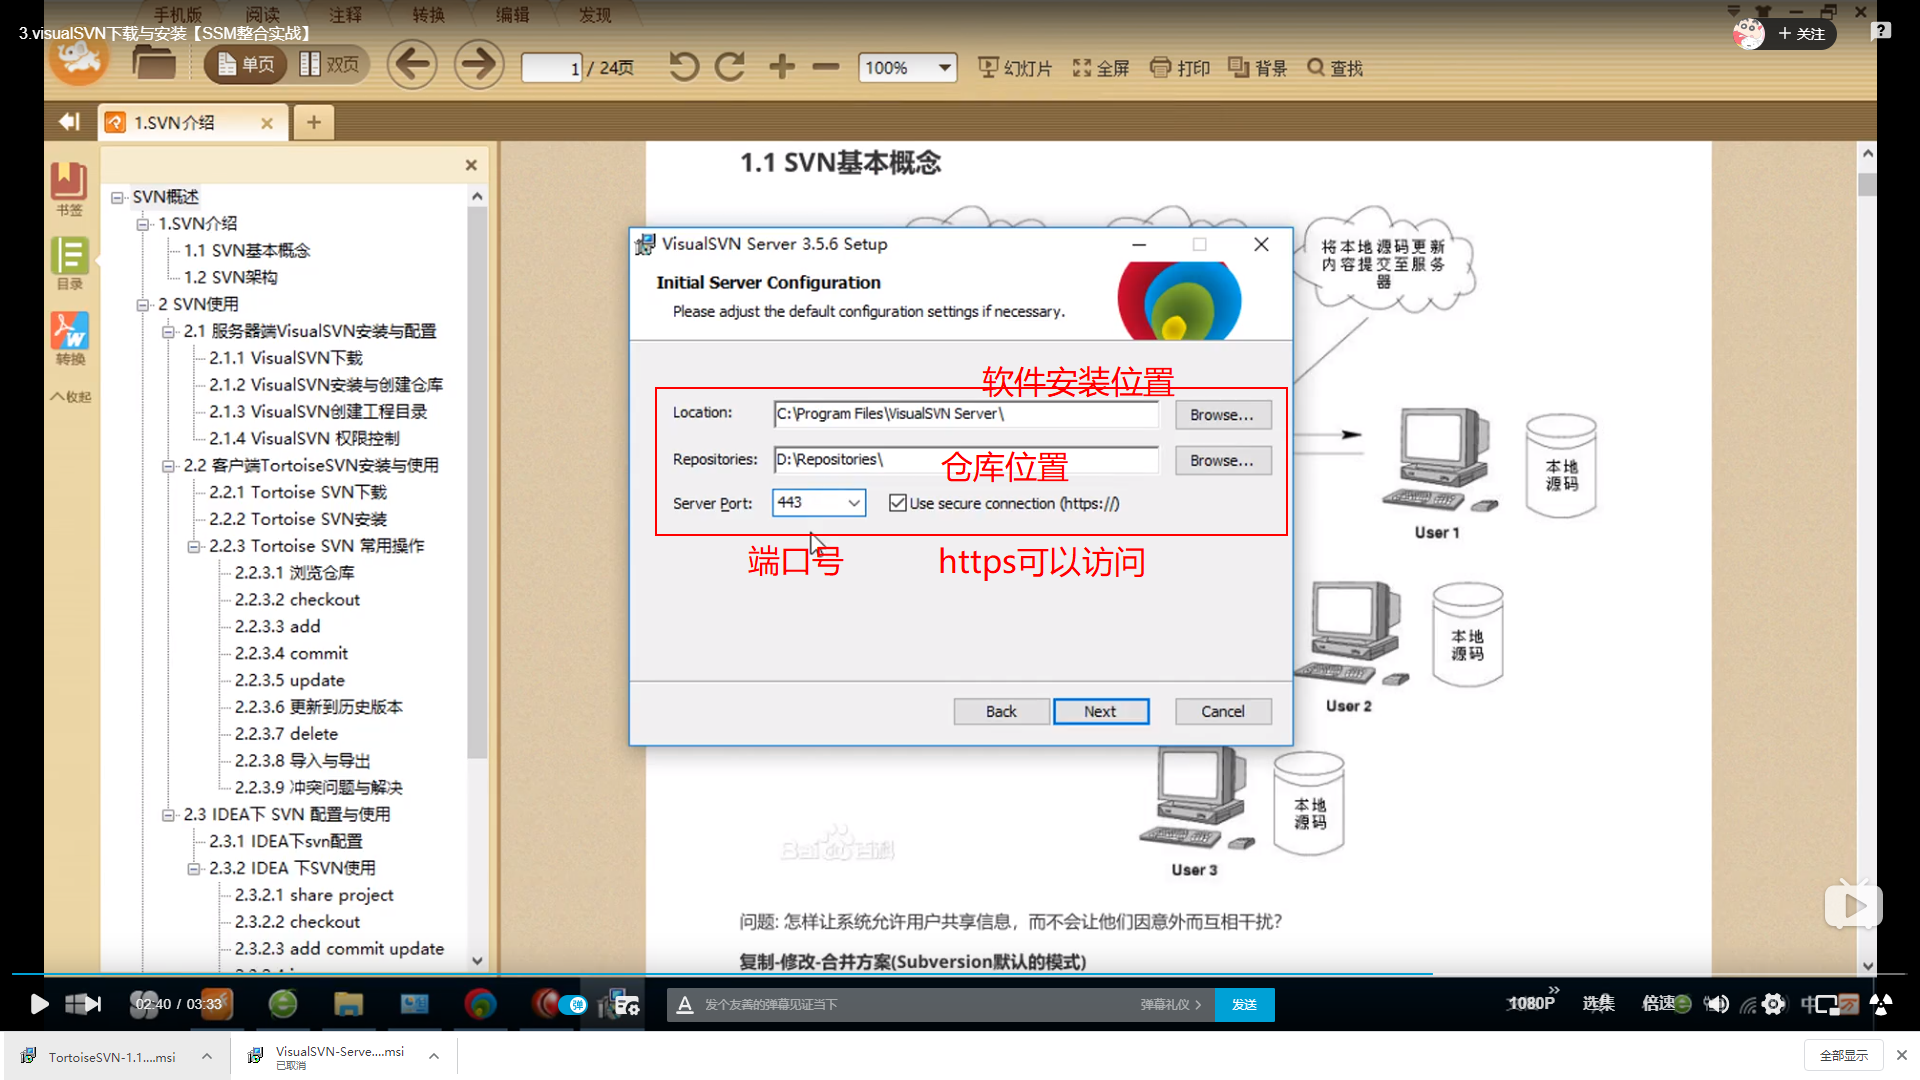 手机版 阅读 注释 转换 编辑 发现
3.visualSVN下载与安装【SSM整合实战】
+ 关注
单页 双页
1 / 24页
100%
幻灯片 全屏 打印 背景 查找
1.SVN介绍
书签
目录
转换
收起
SVN概述
1.SVN介绍
1.1 SVN基本概念
1.2 SVN架构
2 SVN使用
2.1 服务器端VisualSVN安装与配置
2.1.1 VisualSVN下载
2.1.2 VisualSVN安装与创建仓库
2.1.3 VisualSVN创建工程目录
2.1.4 VisualSVN 权限控制
2.2 客户端TortoiseSVN安装与使用
2.2.1 Tortoise SVN下载
2.2.2 Tortoise SVN安装
2.2.3 Tortoise SVN 常用操作
2.2.3.1 浏览仓库
2.2.3.2 checkout
2.2.3.3 add
2.2.3.4 commit
2.2.3.5 update
2.2.3.6 更新到历史版本
2.2.3.7 delete
2.2.3.8 导入与导出
2.2.3.9 冲突问题与解决
2.3 IDEA下 SVN 配置与使用
2.3.1 IDEA下svn配置
2.3.2 IDEA 下SVN使用
2.3.2.1 share project
2.3.2.2 checkout
2.3.2.3 add commit update
1.1 SVN基本概念
将本地源码更新
内容提交至服务
器
VisualSVN Server 3.5.6 Setup
Initial Server Configuration
Please adjust the default configuration settings if necessary.
软件安装位置
Location: C:\Program Files\VisualSVN Server\ Browse...
Repositories: D:\Repositories\ Browse...
仓库位置
Server Port: 443 Use secure connection (https://)
端口号 https可以访问
Back Next Cancel
本地
源码
User 1
本地
源码
User 2
本地
源码
User 3
Baidu百科
问题: 怎样让系统允许用户共享信息，而不会让他们因意外而互相干扰?
复制-修改-合并方案(Subversion默认的模式)
02:40 / 03:33
弹
发个友善的弹幕见证当下
弹幕礼仪
发送
1080P 选集 倍速
中
TortoiseSVN-1.1....msi
VisualSVN-Serve....msi
已取消
全部显示